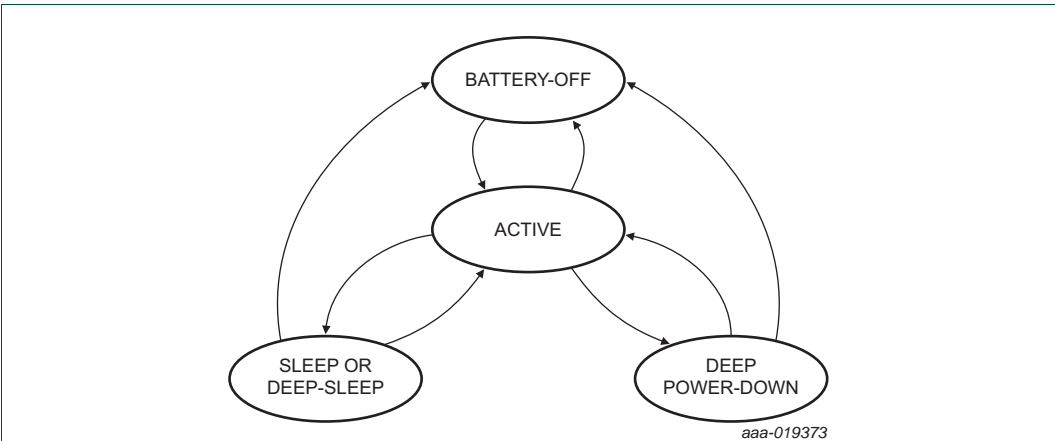 BATTERY-OFF
ACTIVE
SLEEP OR
DEEP-SLEEP
DEEP
POWER-DOWN
aaa-019373